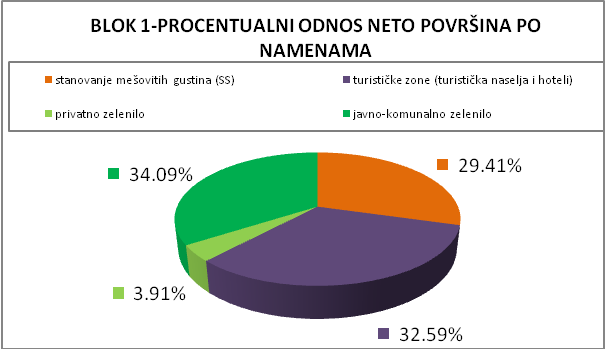 BLOK 1-PROCENTUALNI ODNOS NETO POVRŠINA PO
NAMENAMA
stanovanje mešovitih gustina (SS)
turističke zone (turistička naselja i hoteli)
privatno zelenilo
javno-komunalno zelenilo
34.09%
29.41%
3.91%
32.59%